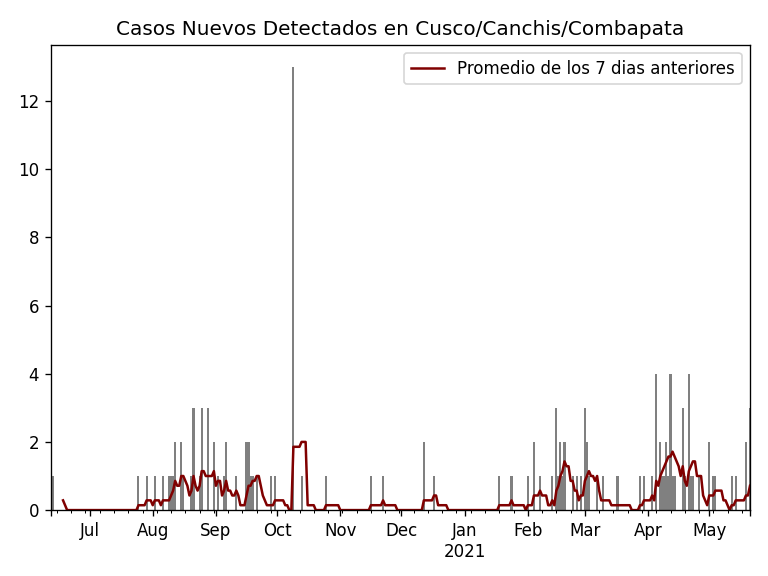 Casos Nuevos Detectados en Cusco/Canchis/Combapata
Promedio de los 7 dias anteriores
12
10
8
6
4
2
0
Jul Aug Sep Oct Nov Dec Jan Feb Mar Apr May
2021